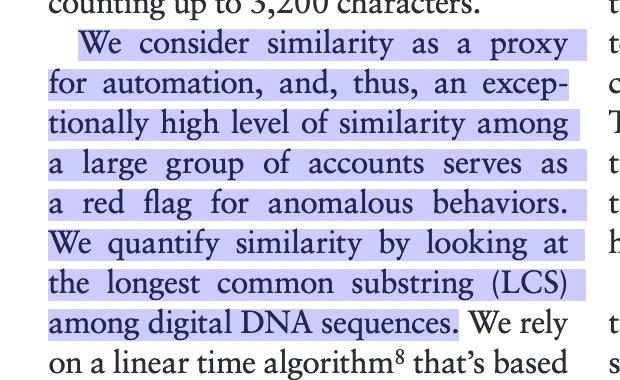 counting up to 3,200 characters.
We consider similarity as a proxy
for automation, and, thus, an excep-
tionally high level of similarity among
a large group of accounts serves as
a red flag for anomalous behaviors.
We quantify similarity by looking at
the longest common substring (LCS)
among digital DNA sequences. We rely
on a linear time algorithm⁸ that’s based